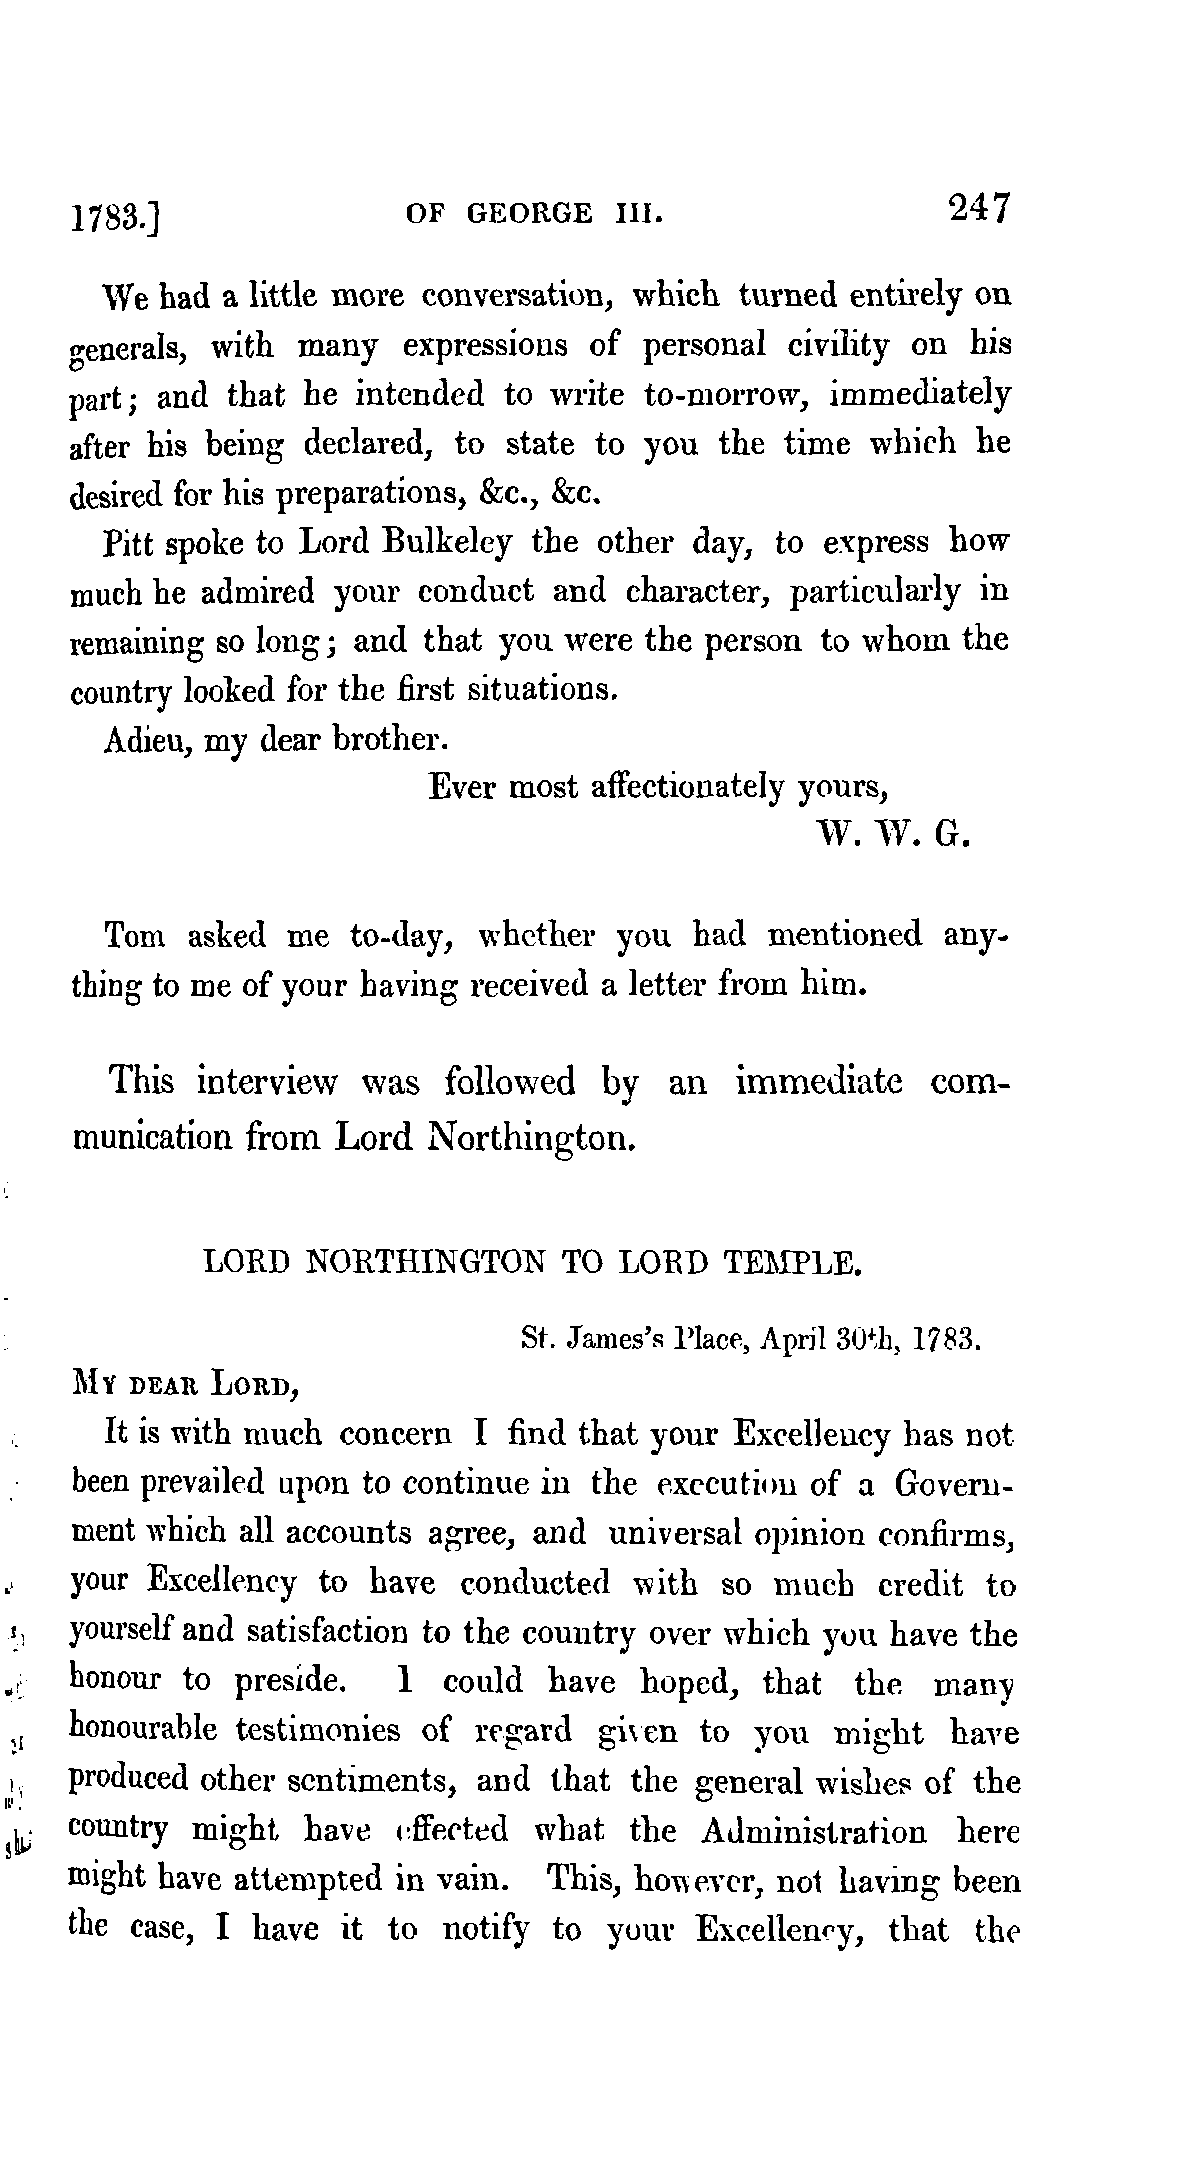 1783.] OF GEORGE III. 247
We had a little more conversation, which turned entirely on
generals, with many expressions of personal civility on his
part; and that he intended to write to-morrow, immediately
after his being declared, to state to you the time which he
desired for his preparations, &c., &c.
Pitt spoke to Lord Bulkeley the other day, to express how
much he admired your conduct and character, particularly in
remaining so long; and that you were the person to whom the
country looked for the first situations.
Adieu, my dear brother.
Ever most affectionately yours,
W. W. G.
Tom asked me to-day, whether you had mentioned any-
thing to me of your having received a letter from him.
This interview was followed by an immediate com-
munication from Lord Northington.
LORD NORTHINGTON TO LORD TEMPLE.
St. James's Place, April 30th, 1783.
MY DEAR LORD,
It is with much concern I find that your Excellency has not
been prevailed upon to continue in the execution of a Govern-
ment which all accounts agree, and universal opinion confirms,
your Excellency to have conducted with so much credit to
yourself and satisfaction to the country over which you have the
honour to preside. I could have hoped, that the many
honourable testimonies of regard given to you might have
produced other sentiments, and that the general wishes of the
country might have effected what the Administration here
might have attempted in vain. This, however, not having been
the case, I have it to notify to your Excellency, that the